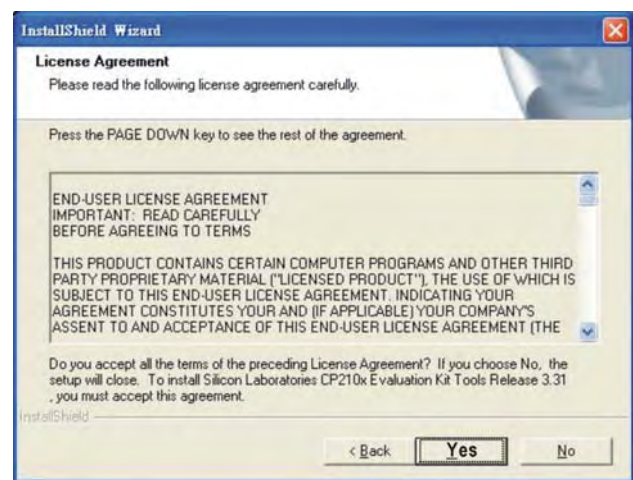 InstallShield Wizard
License Agreement
Please read the following license agreement carefully.
Press the PAGE DOWN key to see the rest of the agreement.
END-USER LICENSE AGREEMENT
IMPORTANT:  READ CAREFULLY
BEFORE AGREEING TO TERMS
THIS PRODUCT CONTAINS CERTAIN COMPUTER PROGRAMS AND OTHER THIRD
PARTY PROPRIETARY MATERIAL ("LICENSED PRODUCT"), THE USE OF WHICH IS
SUBJECT TO THIS END-USER LICENSE AGREEMENT. INDICATING YOUR
AGREEMENT CONSTITUTES YOUR AND (IF APPLICABLE) YOUR COMPANY'S
ASSENT TO AND ACCEPTANCE OF THIS END-USER LICENSE AGREEMENT (THE
Do you accept all the terms of the preceding License Agreement?  If you choose No,  the
setup will close.  To install Silicon Laboratories CP210x Evaluation Kit Tools Release 3.31
, you must accept this agreement.
InstallShield
< Back
Yes
No